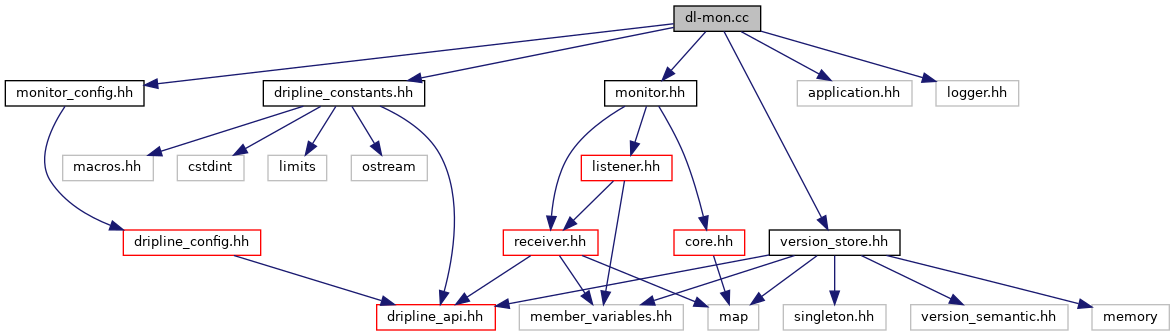 dl-mon.cc
monitor_config.hh
dripline_constants.hh
monitor.hh
application.hh
logger.hh
macros.hh
cstdint
limits
ostream
listener.hh
dripline_config.hh
receiver.hh
core.hh
version_store.hh
dripline_api.hh
member_variables.hh
map
singleton.hh
version_semantic.hh
memory